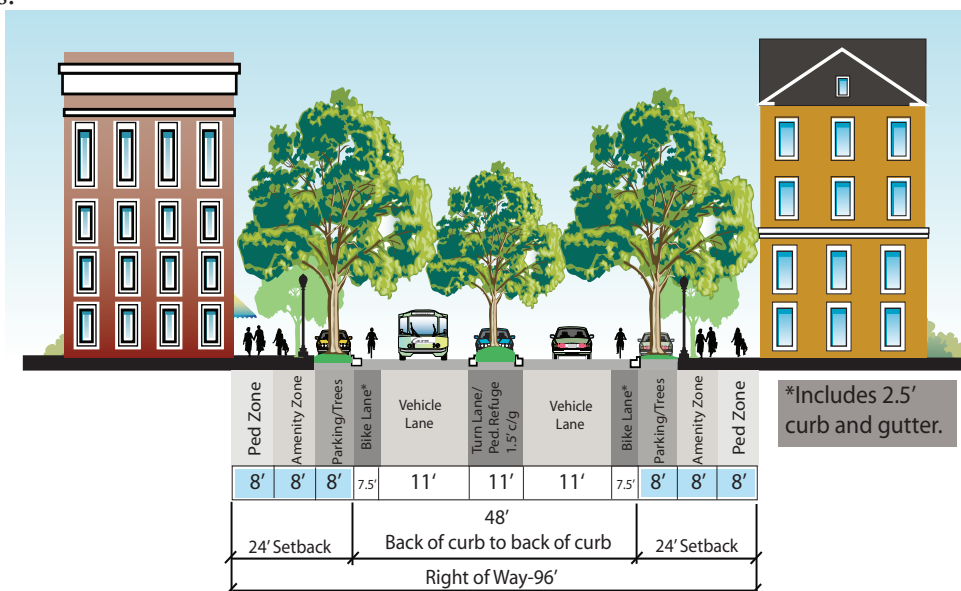 s.
Ped Zone
Amenity Zone
Parking/Trees
Bike Lane*
Vehicle
Lane
Turn Lane/
Ped. Refuge
1.5' c/g
Vehicle
Lane
Bike Lane*
Parking/Trees
Amenity Zone
Ped Zone
*Includes 2.5'
curb and gutter.
8' 8' 8' 7.5' 11' 11' 11' 7.5' 8' 8' 8'
48'
24' Setback Back of curb to back of curb 24' Setback
Right of Way-96'